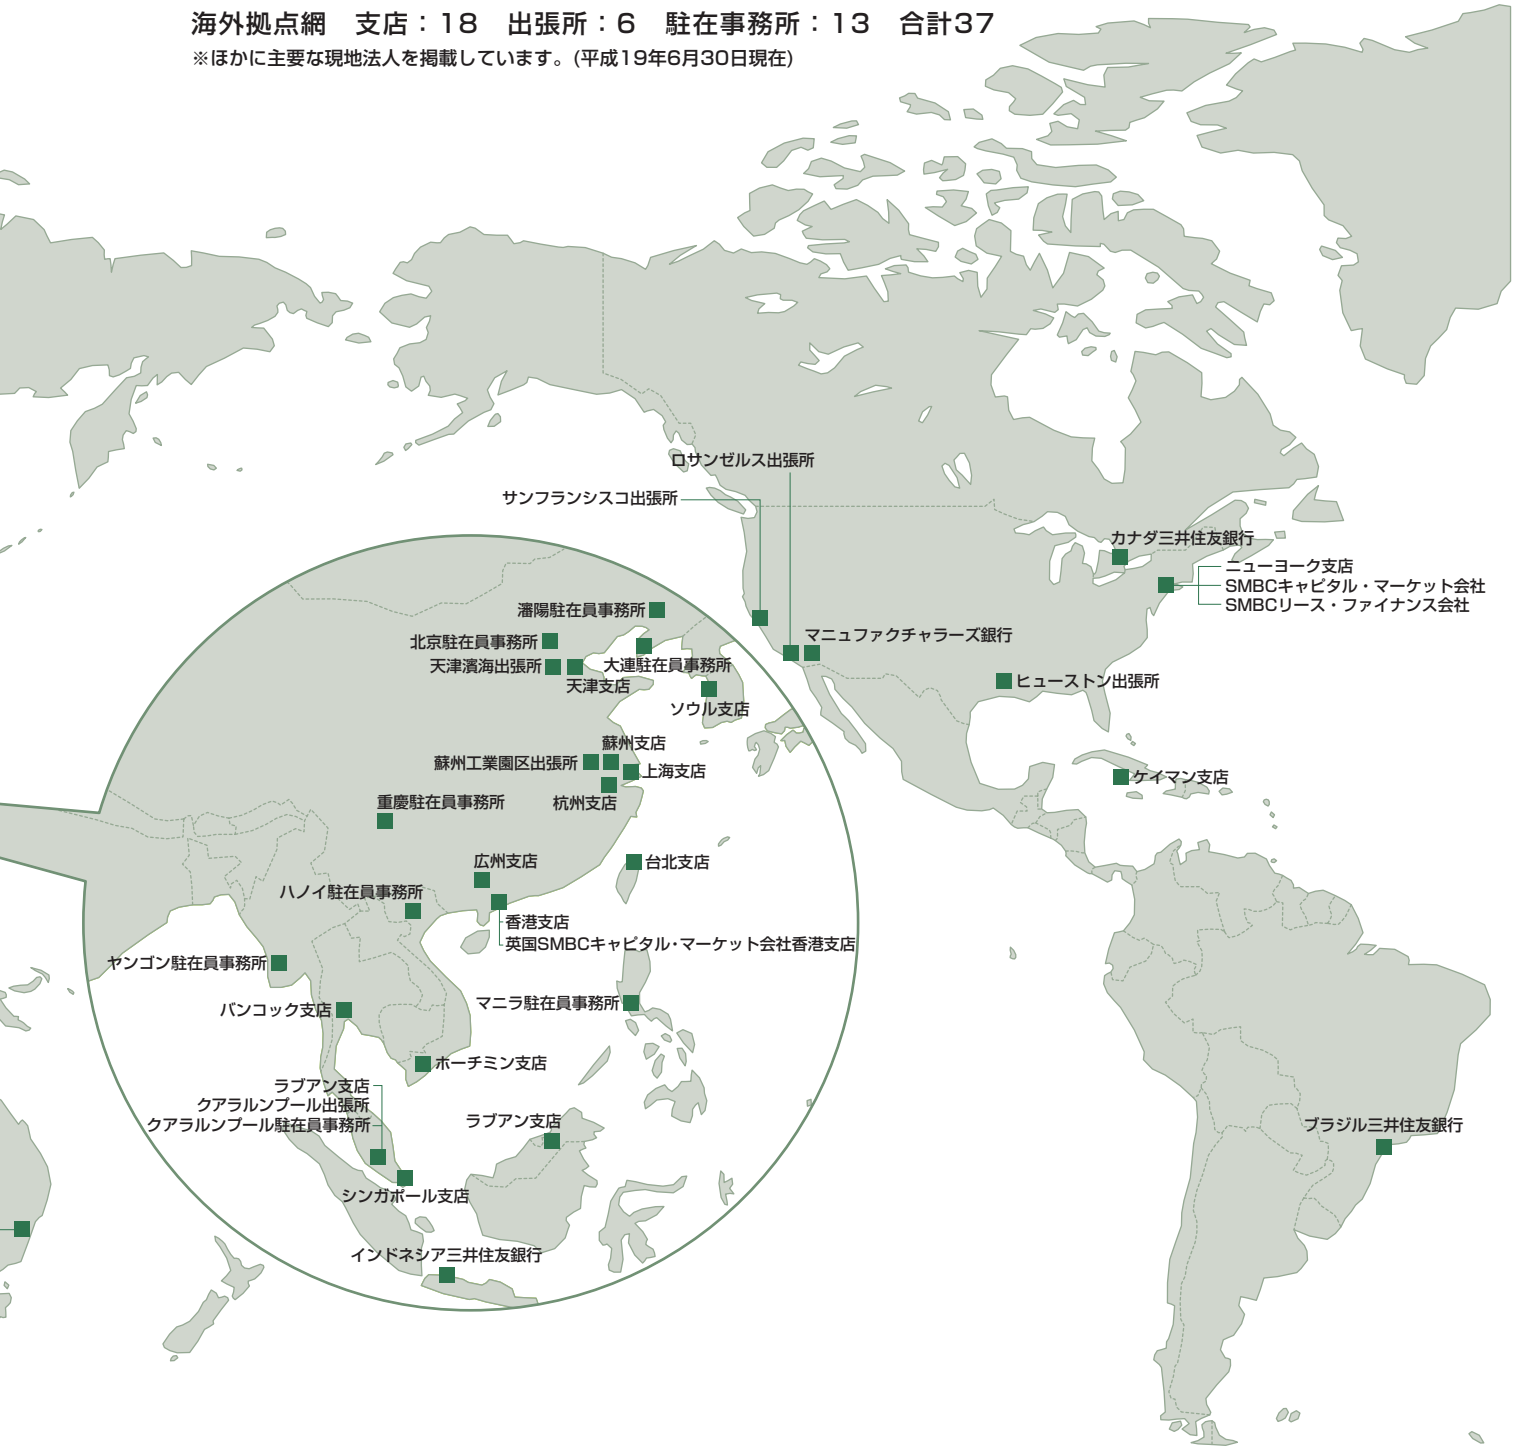 海外拠点網　支店：18　出張所：6　駐在事務所：13　合計37
※ほかに主要な現地法人を掲載しています。(平成19年6月30日現在)
ロサンゼルス出張所
サンフランシスコ出張所
カナダ三井住友銀行
ニューヨーク支店
SMBCキャピタル・マーケット会社
SMBCリース・ファイナンス会社
マニュファクチャラーズ銀行
ヒューストン出張所
ケイマン支店
ブラジル三井住友銀行
瀋陽駐在員事務所
北京駐在員事務所
天津濱海出張所
大連駐在員事務所
天津支店
ソウル支店
蘇州支店
蘇州工業園区出張所
上海支店
杭州支店
重慶駐在員事務所
広州支店
台北支店
ハノイ駐在員事務所
香港支店
英国SMBCキャピタル・マーケット会社香港支店
ヤンゴン駐在員事務所
マニラ駐在員事務所
バンコック支店
ホーチミン支店
ラブアン支店
クアラルンプール出張所
クアラルンプール駐在員事務所
ラブアン支店
シンガポール支店
インドネシア三井住友銀行